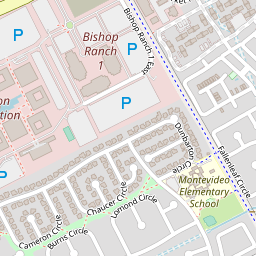 P
Bishop
Ranch
1
P
Bishop Ranch 1 East
P
P
Dunbarton
Circle
Fallenleaf Circle
Montevideo
Elementary
School
Chaucer Circle
Lomond Circle
Cameron Circle
Burns Circle
P